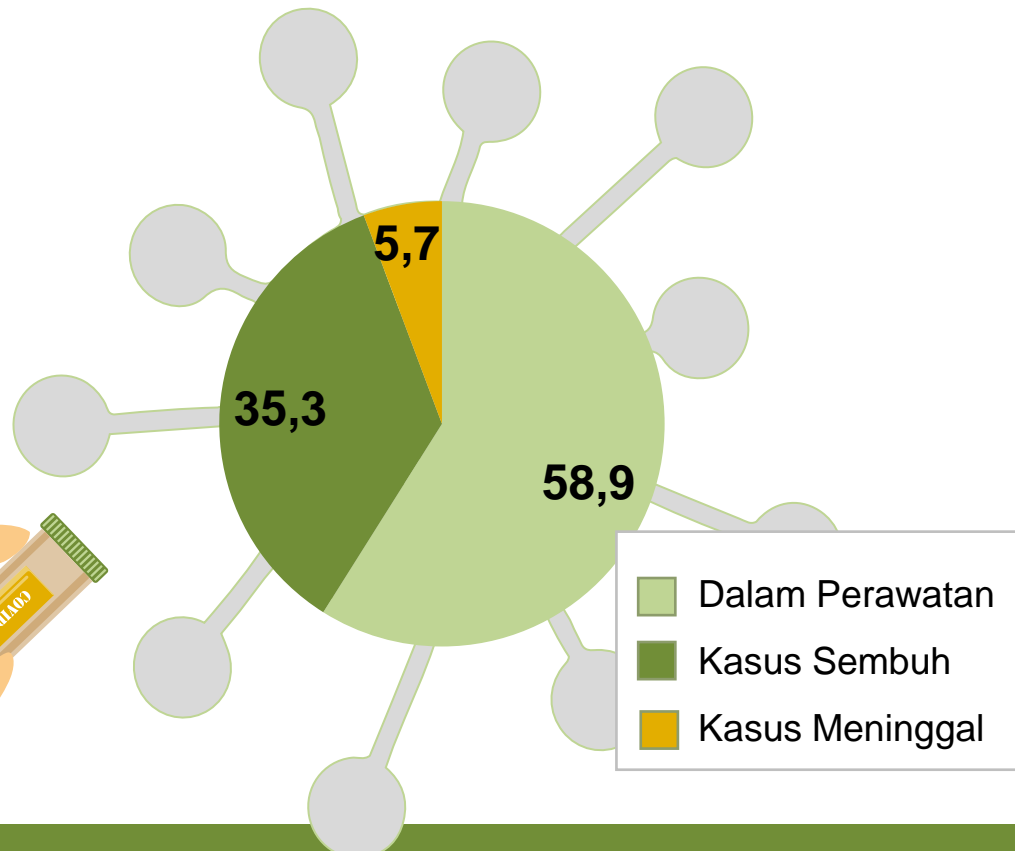 5,7
35,3
58,9
Dalam Perawatan
Kasus Sembuh
Kasus Meninggal